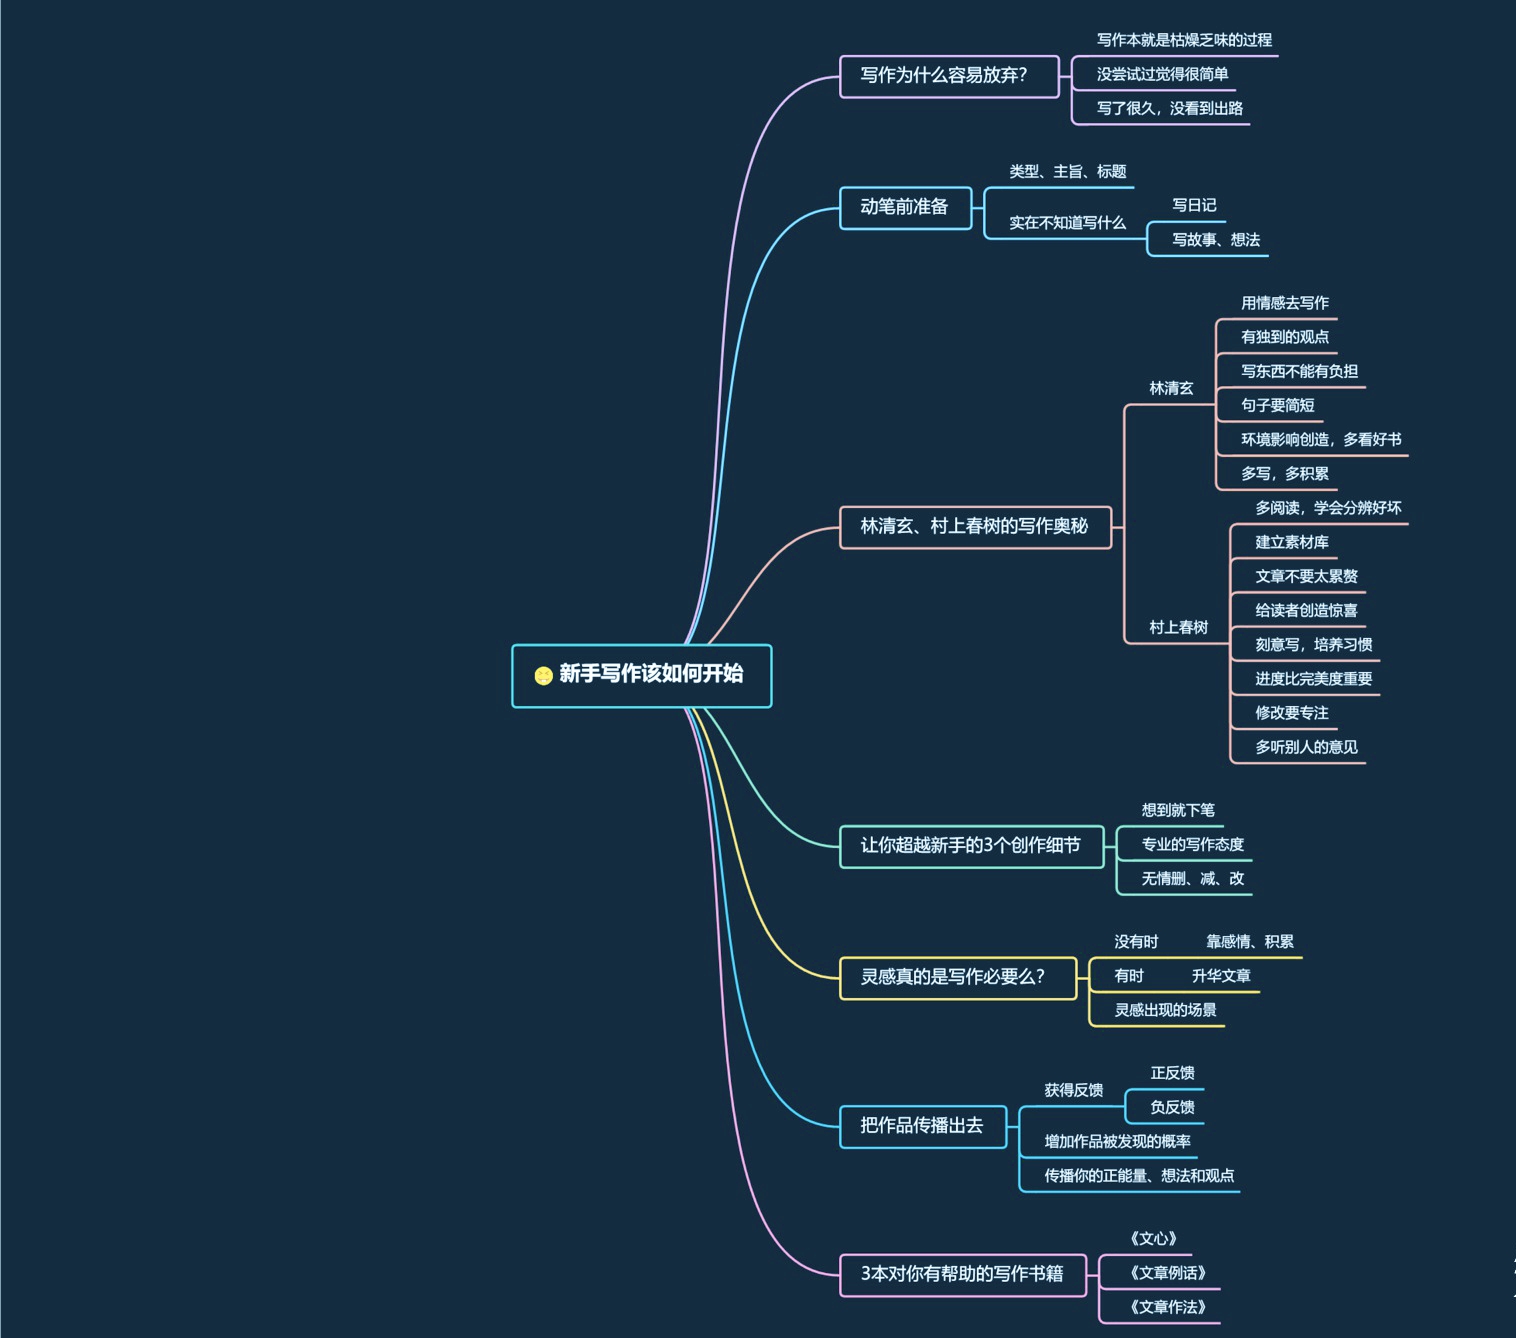 写作为什么容易放弃?
写作本就是枯燥乏味的过程
没尝试过觉得很简单
写了很久，没看到出路
动笔前准备
类型、主旨、标题
实在不知道写什么
写日记
写故事、想法
林清玄、村上春树的写作奥秘
林清玄
用情感去写作
有独到的观点
写东西不能有负担
句子要简短
环境影响创造，多看好书
多写，多积累
村上春树
多阅读，学会分辨好坏
建立素材库
文章不要太累赘
给读者创造惊喜
刻意写，培养习惯
进度比完美度重要
修改要专注
多听别人的意见
新手写作该如何开始
让你超越新手的3个创作细节
想到就下笔
专业的写作态度
无情删、减、改
灵感真的是写作必要么?
没有时 靠感情、积累
有时 升华文章
灵感出现的场景
把作品传播出去
获得反馈
正反馈
负反馈
增加作品被发现的概率
传播你的正能量、想法和观点
3本对你有帮助的写作书籍
《文心》
《文章例话》
《文章作法》